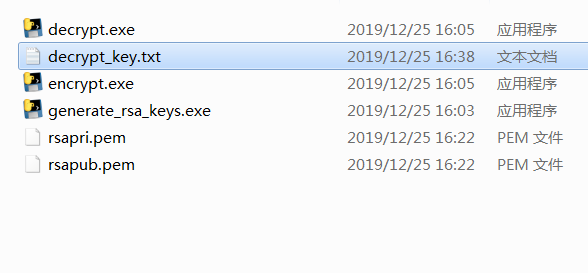 decrypt.exe 2019/12/25 16:05 应用程序
decrypt_key.txt 2019/12/25 16:38 文本文档
encrypt.exe 2019/12/25 16:05 应用程序
generate_rsa_keys.exe 2019/12/25 16:03 应用程序
rsapri.pem 2019/12/25 16:22 PEM 文件
rsapub.pem 2019/12/25 16:22 PEM 文件